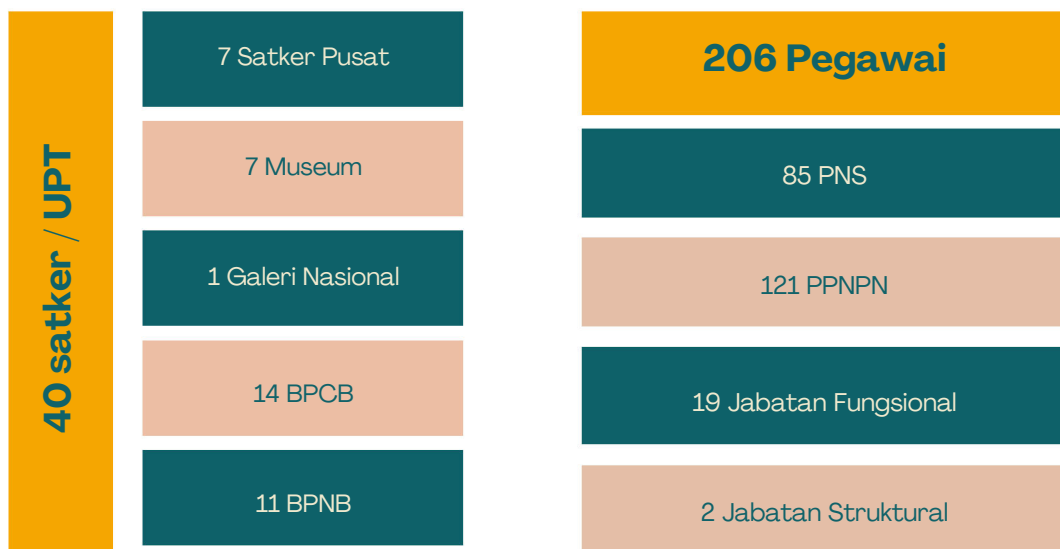 40 satker / UPT
7 Satker Pusat
7 Museum
1 Galeri Nasional
14 BPCB
11 BPNB
206 Pegawai
85 PNS
121 PPNPN
19 Jabatan Fungsional
2 Jabatan Struktural